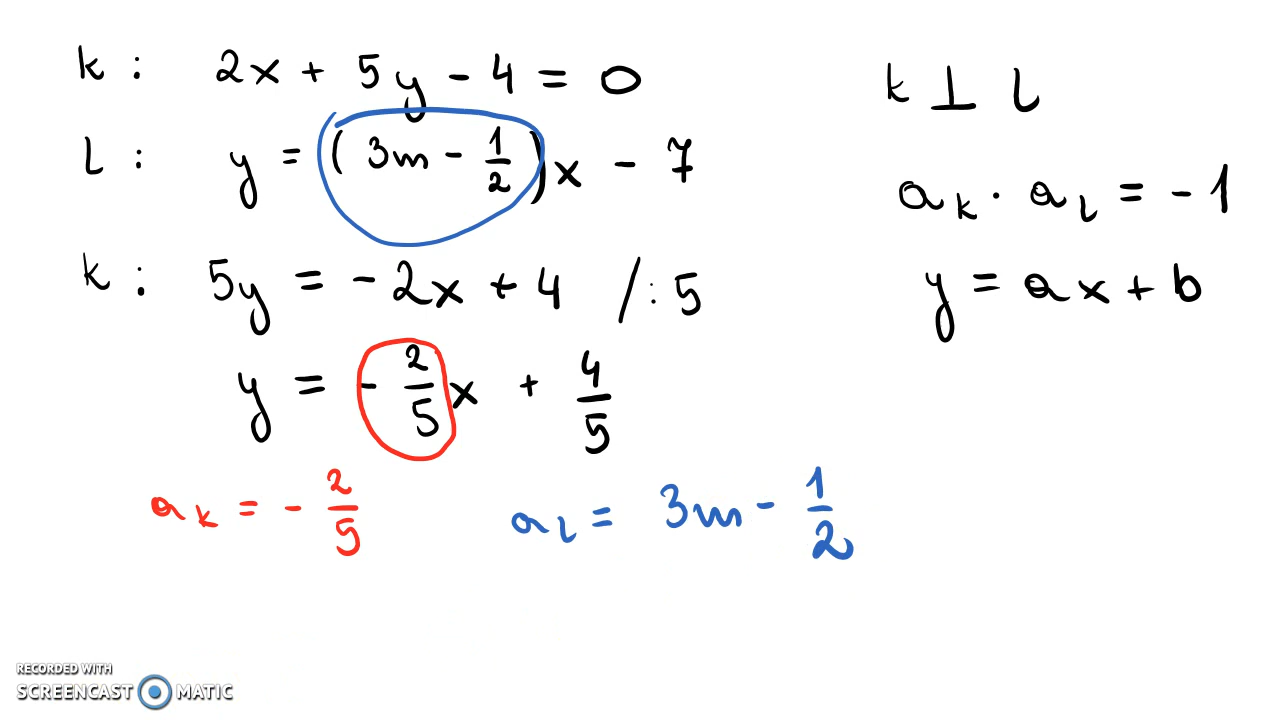 k : 2x + 5y - 4 = 0
l : y = ( 3m - 1/2 ) x - 7
k : 5y = - 2x + 4 / : 5
y = - 2/5 x + 4/5
a_k = - 2/5
a_l = 3m - 1/2
k ⊥ l
a_k · a_l = - 1
y = ax + b
RECORDED WITH
SCREENCAST MATIC